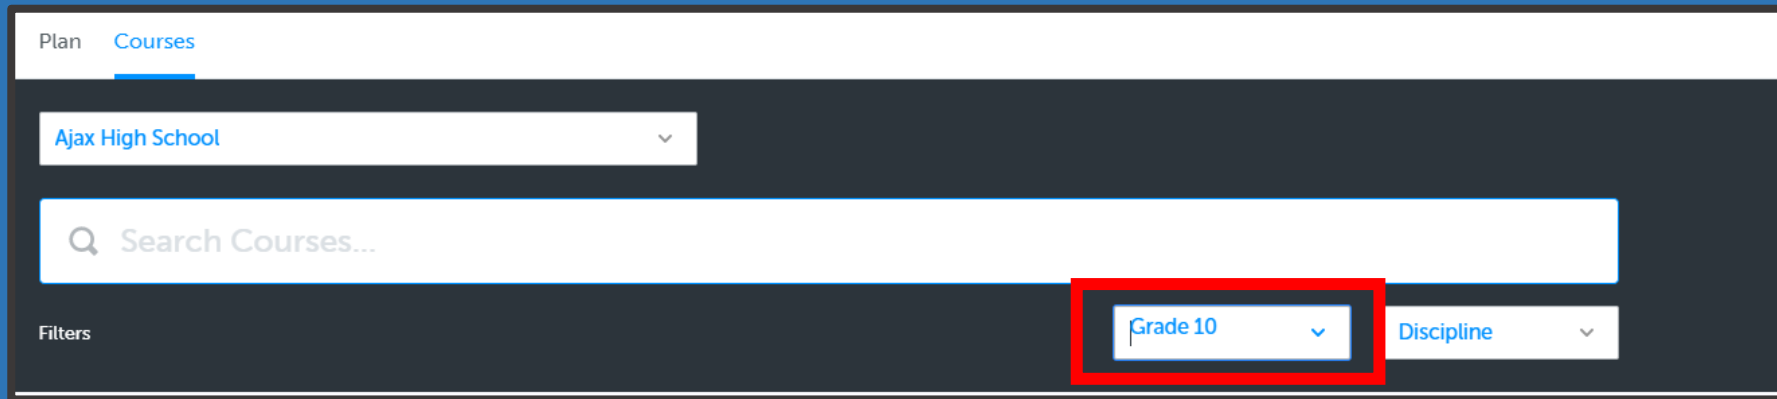 Plan Courses
Ajax High School
Search Courses...
Filters Grade 10 Discipline